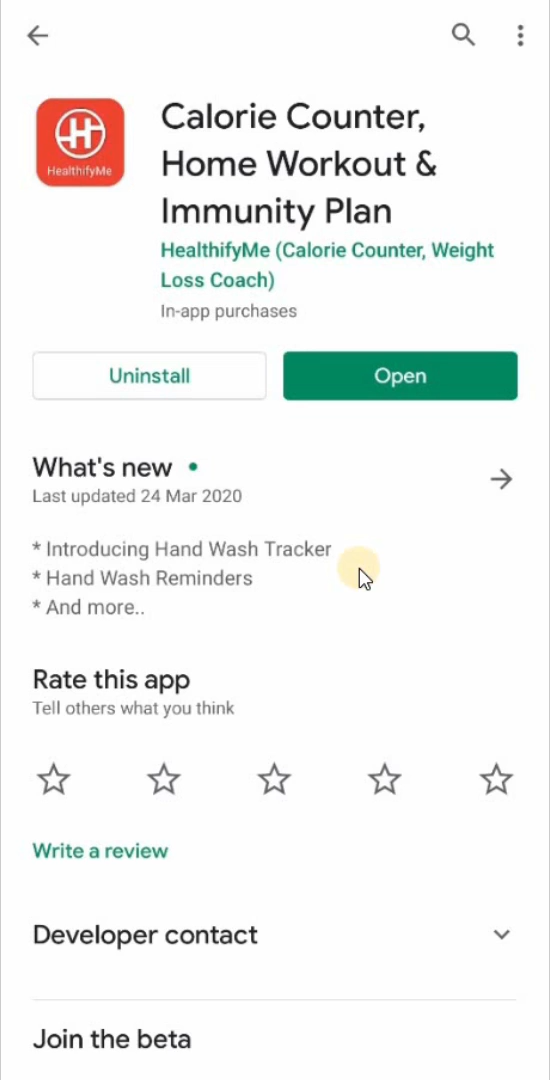 HealthifyMe
Calorie Counter,
Home Workout &
Immunity Plan
HealthifyMe (Calorie Counter, Weight
Loss Coach)
In-app purchases
Uninstall
Open
What's new
Last updated 24 Mar 2020
* Introducing Hand Wash Tracker
* Hand Wash Reminders
* And more..
Rate this app
Tell others what you think
Write a review
Developer contact
Join the beta